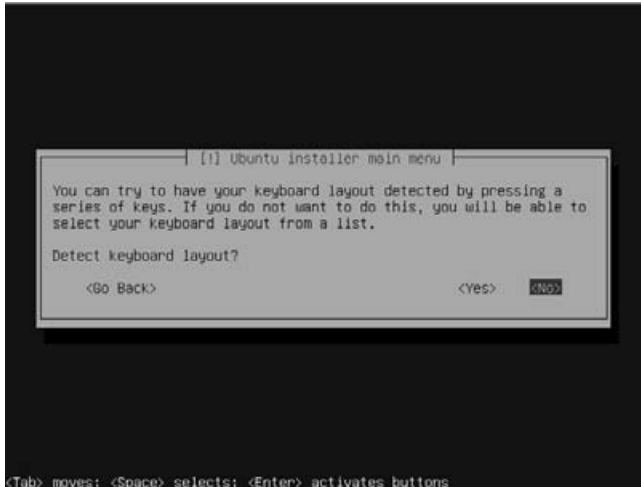 [!] Ubuntu installer main menu
You can try to have your keyboard layout detected by pressing a
series of keys. If you do not want to do this, you will be able to
select your keyboard layout from a list.
Detect keyboard layout?
<Go Back> <Yes> <No>
<Tab> moves; <Space> selects; <Enter> activates buttons